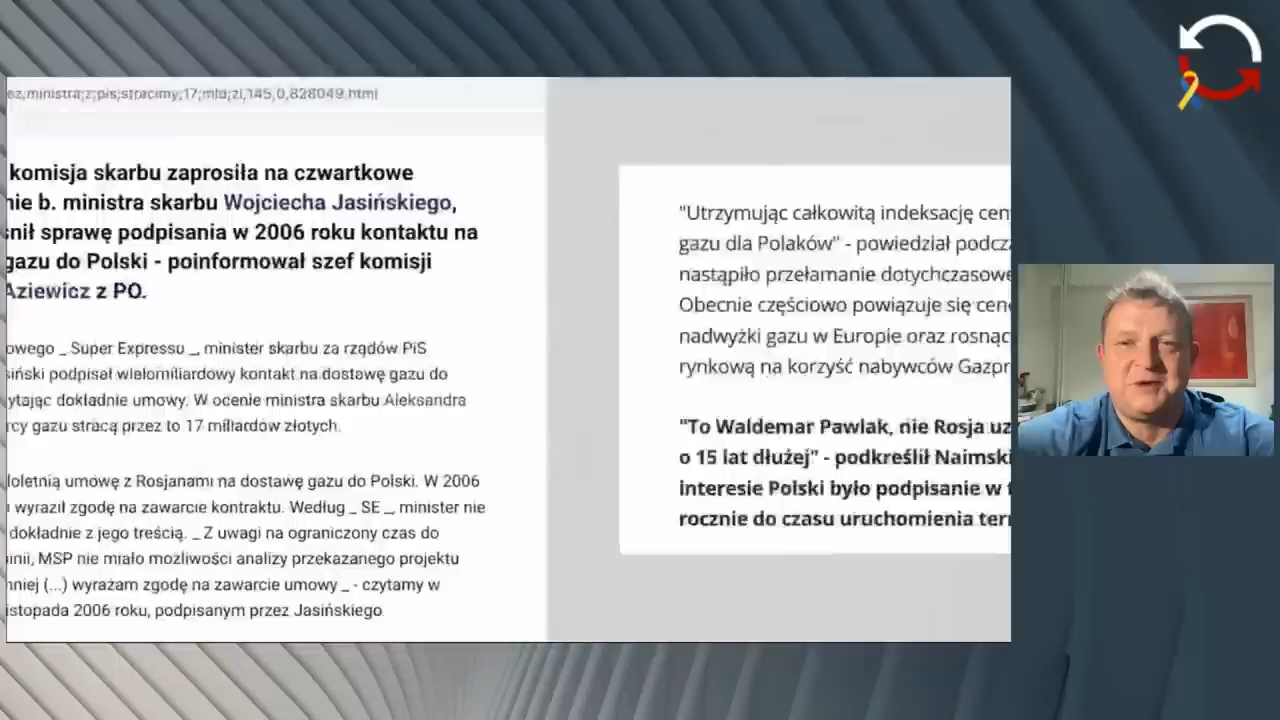 ez,ministra;z;pis;stracimy;17;mld;zl,145,0,828049.html
komisja skarbu zaprosiła na czwartkowe
nie b. ministra skarbu Wojciecha Jasińskiego,
śnił sprawę podpisania w 2006 roku kontaktu na
gazu do Polski - poinformował szef komisji
Aziewicz z PO.
owego _ Super Expressu _, minister skarbu za rządów PiS
siński podpisał wielomiliardowy kontakt na dostawę gazu do
ytając dokładnie umowy. W ocenie ministra skarbu Aleksandra
rcy gazu stracą przez to 17 miliardów złotych.
loletnią umowę z Rosjanami na dostawę gazu do Polski. W 2006
wyraził zgodę na zawarcie kontraktu. Według _ SE _, minister nie
dokładnie z jego treścią. _ Z uwagi na ograniczony czas do
inii, MSP nie miało możliwości analizy przekazanego projektu
mniej (...) wyrażam zgodę na zawarcie umowy _ - czytamy w
istopada 2006 roku, podpisanym przez Jasińskiego
"Utrzymując całkowitą indeksację cen
gazu dla Polaków" - powiedział podcza
nastąpiło przełamanie dotychczasowe
Obecnie częściowo powiązuje się cen
nadwyżki gazu w Europie oraz rosnąc
rynkową na korzyść nabywców Gazpr
"To Waldemar Pawlak, nie Rosja uz
o 15 lat dłużej" - podkreślił Naimski
interesie Polski było podpisanie w
rocznie do czasu uruchomienia ter